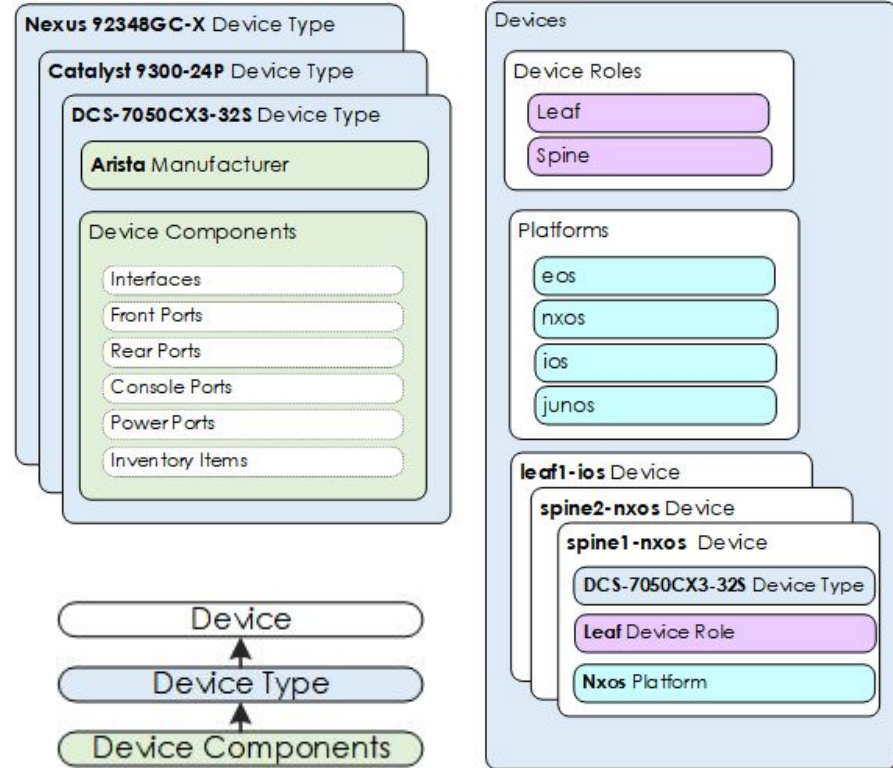 Nexus 92348GC-X Device Type
Catalyst 9300-24P Device Type
DCS-7050CX3-32S Device Type
Arista Manufacturer
Device Components
Interfaces
Front Ports
Rear Ports
Console Ports
Power Ports
Inventory Items
Device
Device Type
Device Components
Devices
Device Roles
Leaf
Spine
Platforms
eos
nxos
ios
junos
leaf1-ios Device
spine2-nxos Device
spine1-nxos Device
DCS-7050CX3-32S Device Type
Leaf Device Role
Nxos Platform